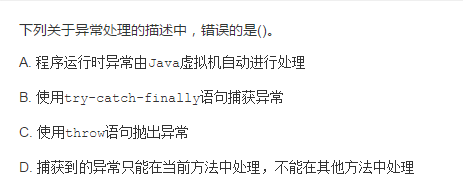 下列关于异常处理的描述中，错误的是()。
A. 程序运行时异常由Java虚拟机自动进行处理
B. 使用try-catch-finally语句捕获异常
C. 使用throw语句抛出异常
D. 捕获到的异常只能在当前方法中处理，不能在其他方法中处理